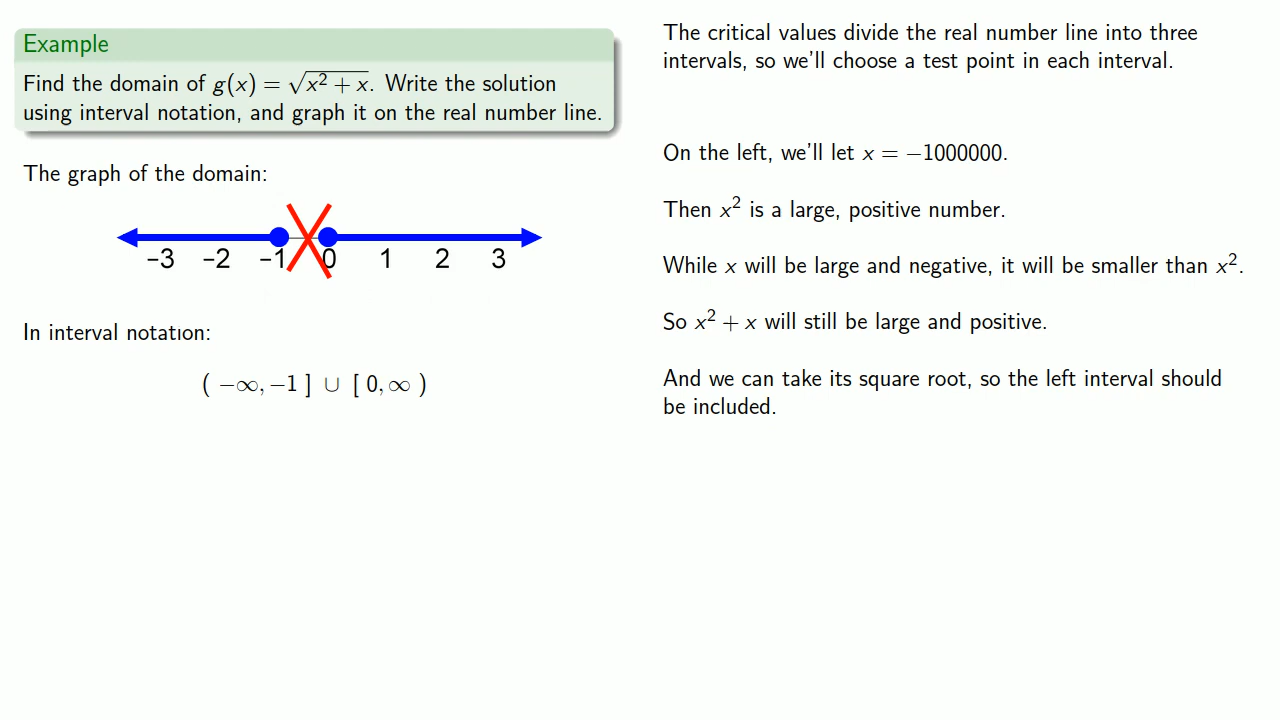 Example
Find the domain of g(x) = √(x² + x). Write the solution
using interval notation, and graph it on the real number line.
The graph of the domain:
−3 −2 −1 0 1 2 3
In interval notation:
( −∞, −1 ] ∪ [ 0, ∞ )
The critical values divide the real number line into three
intervals, so we'll choose a test point in each interval.
On the left, we'll let x = −1000000.
Then x² is a large, positive number.
While x will be large and negative, it will be smaller than x².
So x² + x will still be large and positive.
And we can take its square root, so the left interval should
be included.